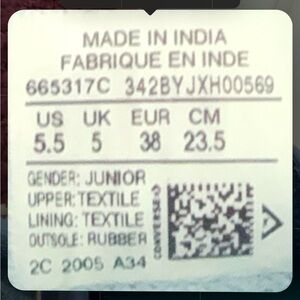 MADE IN INDIA
FABRIQUE EN INDE
665317C 342BYJXH00569
US UK EUR CM
5.5 5 38 23.5
GENDER: JUNIOR
UPPER: TEXTILE
LINING: TEXTILE
OUTSOLE: RUBBER
CONVERSE
2C 2005 A34